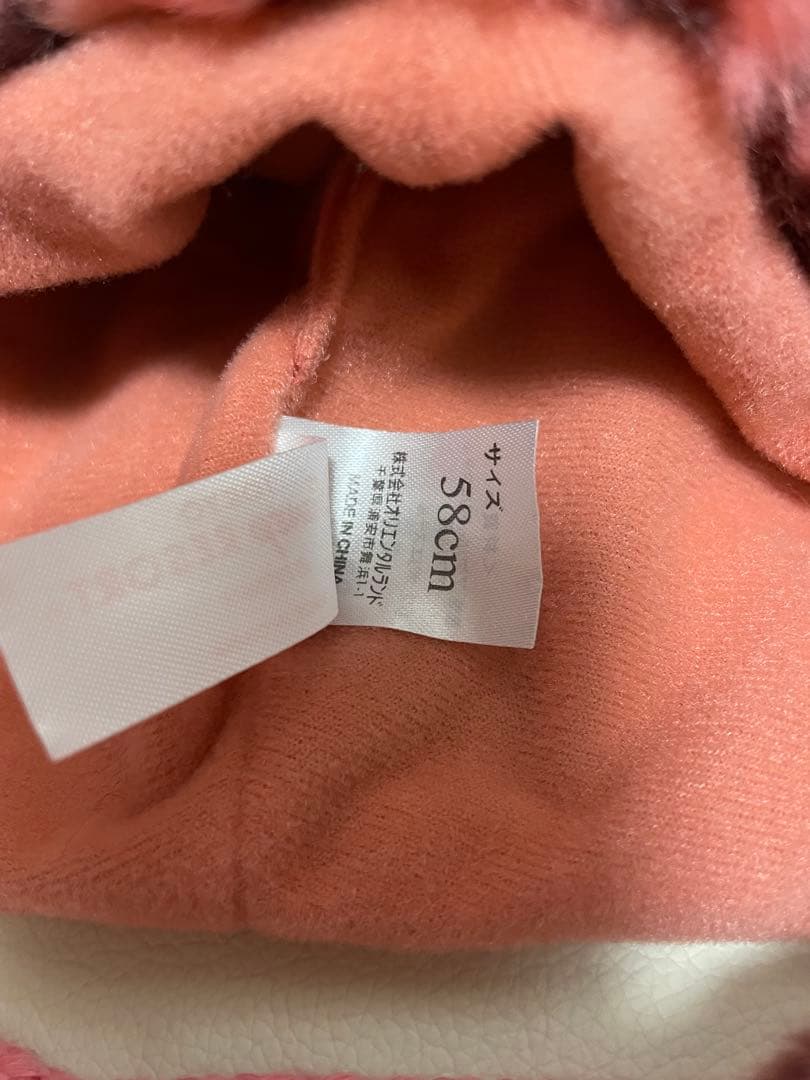 サイズ
58cm
株式会社オリエンタルランド
千葉県浦安市舞浜1-1
MADE IN CHINA